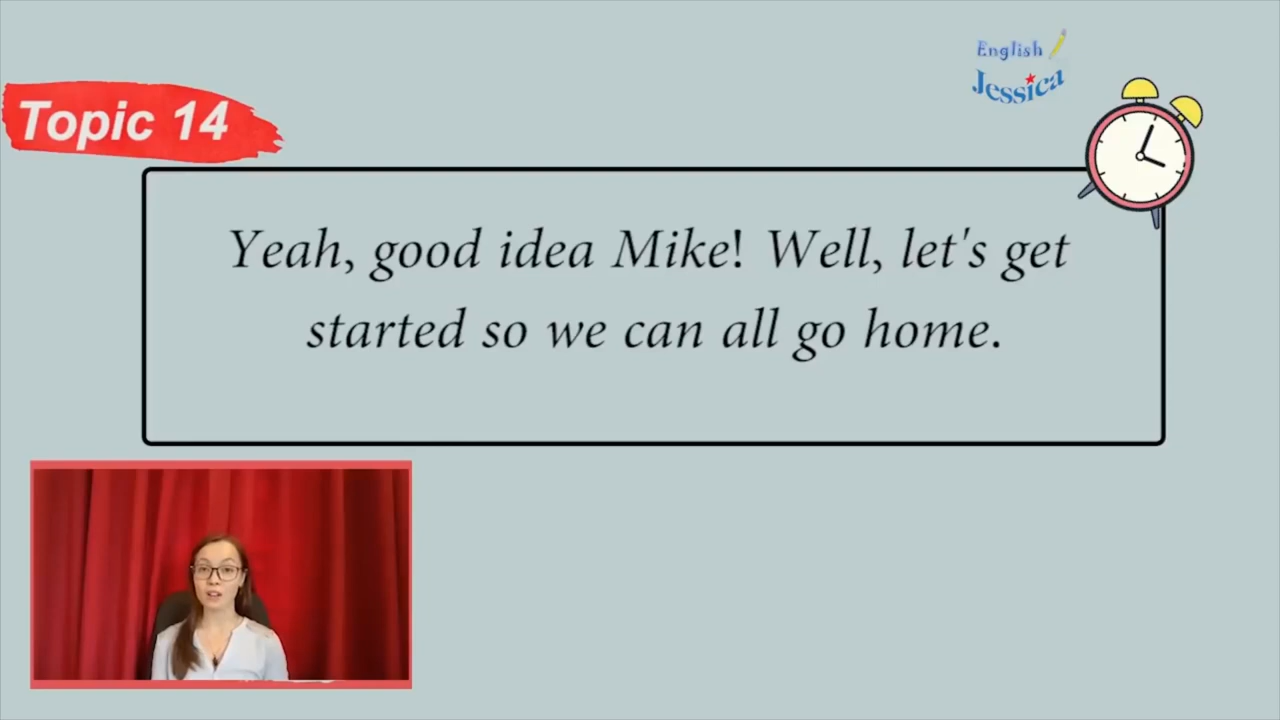 English
Jessica
Topic 14
Yeah, good idea Mike! Well, let's get
started so we can all go home.